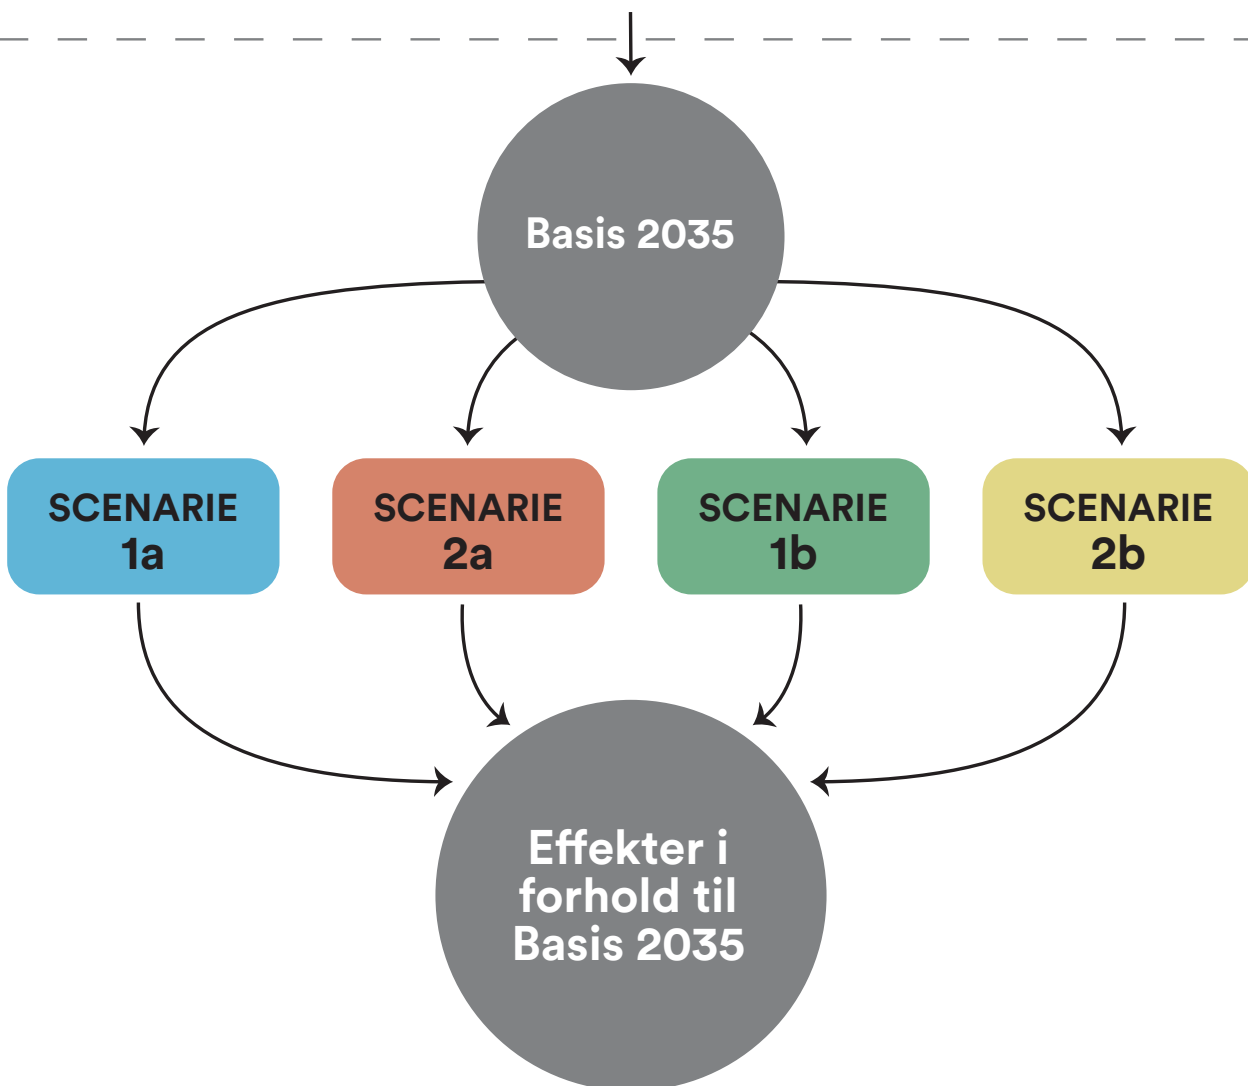 Basis 2035
SCENARIE
1a
SCENARIE
2a
SCENARIE
1b
SCENARIE
2b
Effekter i
forhold til
Basis 2035